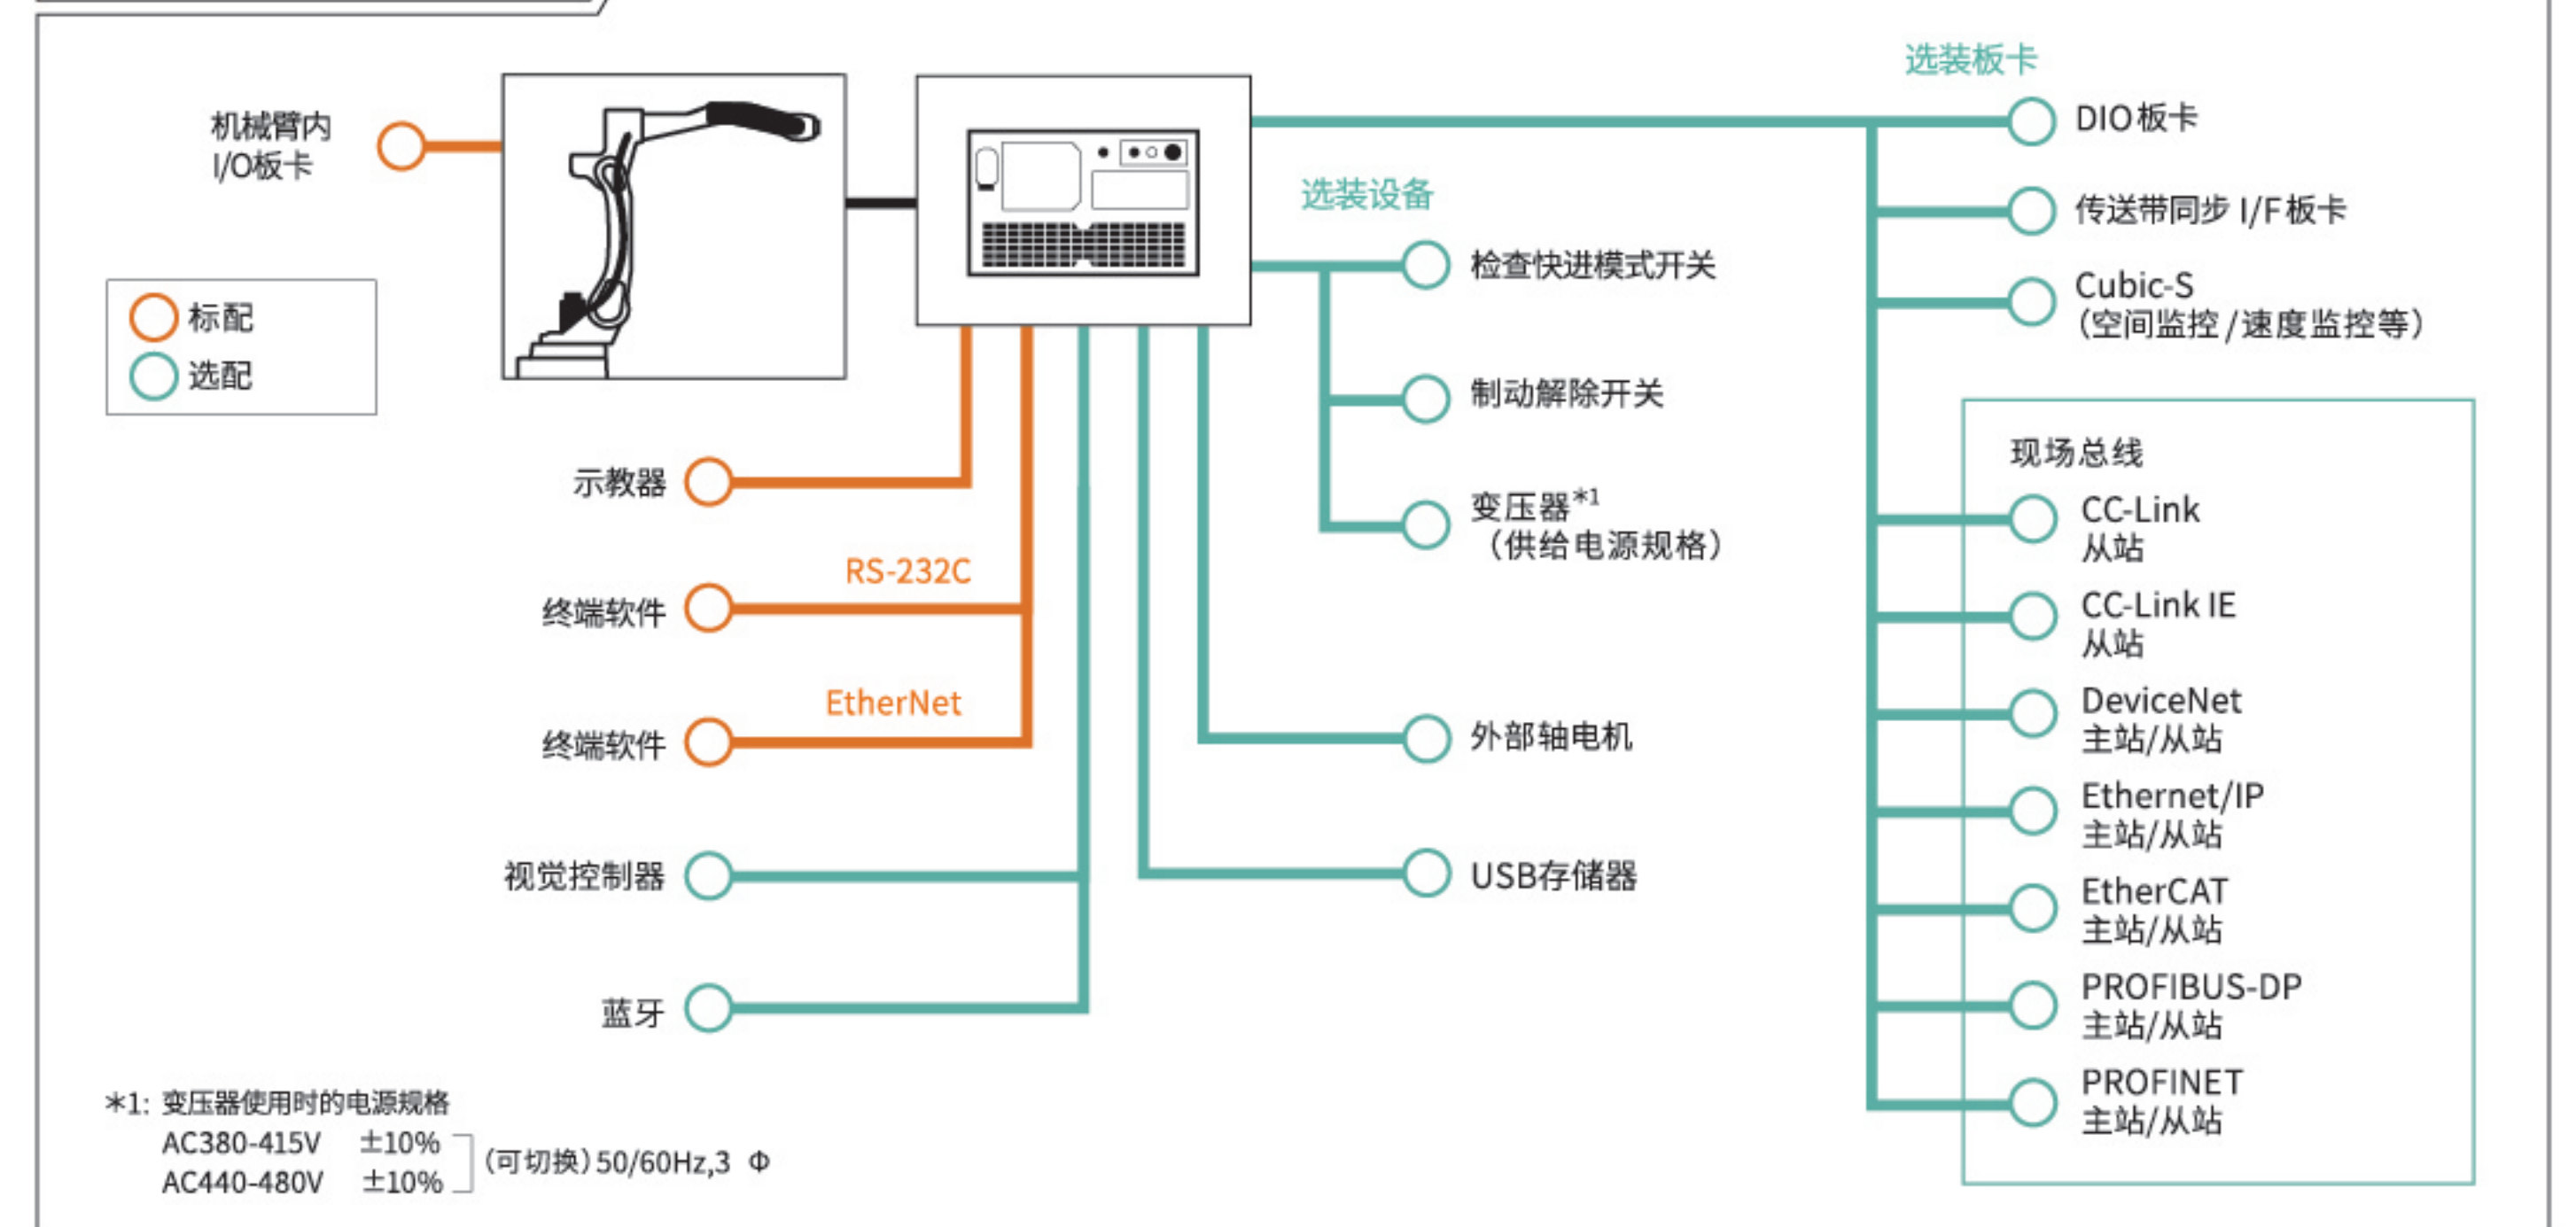 机械臂内
I/O板卡
标配
选配
示教器
RS-232C
终端软件
EtherNet
终端软件
视觉控制器
蓝牙
选装设备
检查快进模式开关
制动解除开关
变压器*1
（供给电源规格）
外部轴电机
USB存储器
选装板卡
DIO板卡
传送带同步 I/F板卡
Cubic-S
（空间监控/速度监控等）
现场总线
CC-Link
从站
CC-Link IE
从站
DeviceNet
主站/从站
Ethernet/IP
主站/从站
EtherCAT
主站/从站
PROFIBUS-DP
主站/从站
PROFINET
主站/从站
*1: 变压器使用时的电源规格
AC380-415V ±10%
AC440-480V ±10%
（可切换）50/60Hz,3 Φ